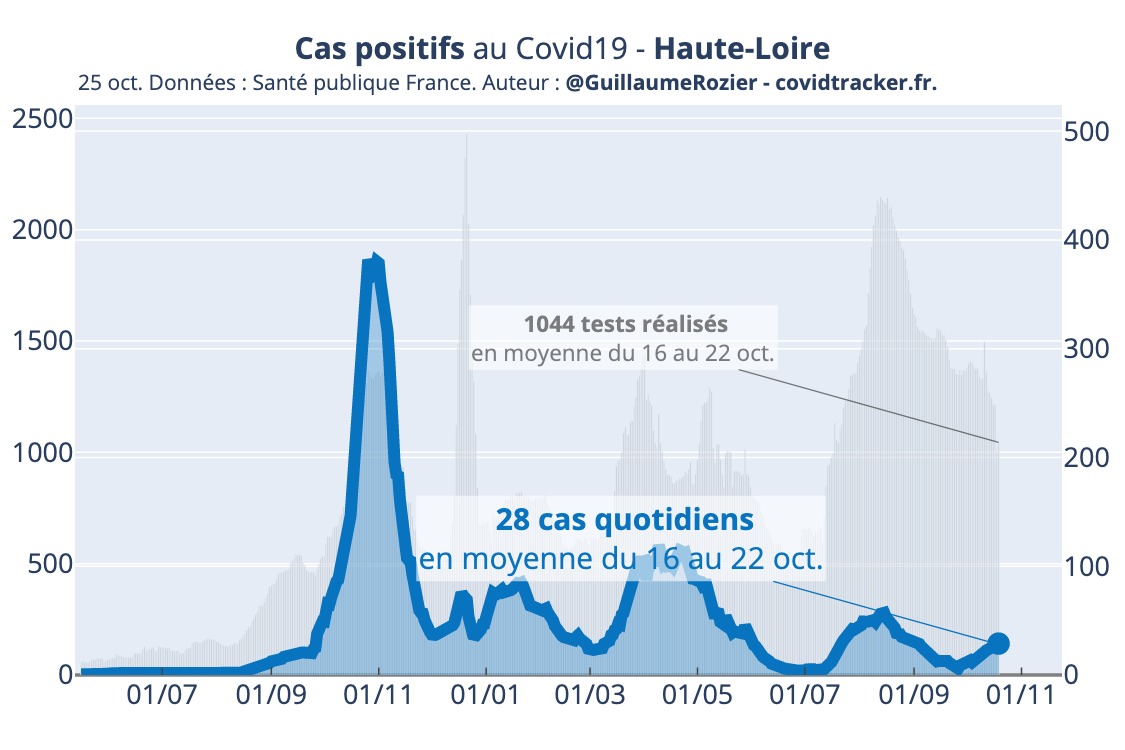 Cas positifs au Covid19 - Haute-Loire
25 oct. Données : Santé publique France. Auteur : @GuillaumeRozier - covidtracker.fr.
2500
2000
1500
1000
500
0
500
400
300
200
100
0
1044 tests réalisés
en moyenne du 16 au 22 oct.
28 cas quotidiens
en moyenne du 16 au 22 oct.
01/07 01/09 01/11 01/01 01/03 01/05 01/07 01/09 01/11